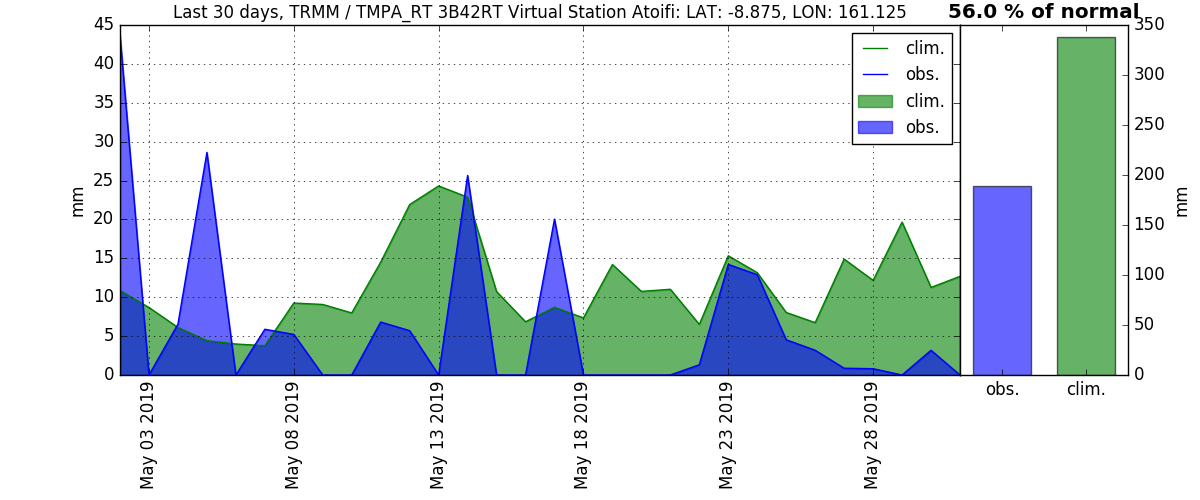 Last 30 days, TRMM / TMPA_RT 3B42RT Virtual Station Atoifi: LAT: -8.875, LON: 161.125
56.0 % of normal
45
40
35
30
25
20
15
10
5
0
mm
clim.
obs.
clim.
obs.
350
300
250
200
150
100
50
0
mm
obs.
clim.
May 03 2019
May 08 2019
May 13 2019
May 18 2019
May 23 2019
May 28 2019